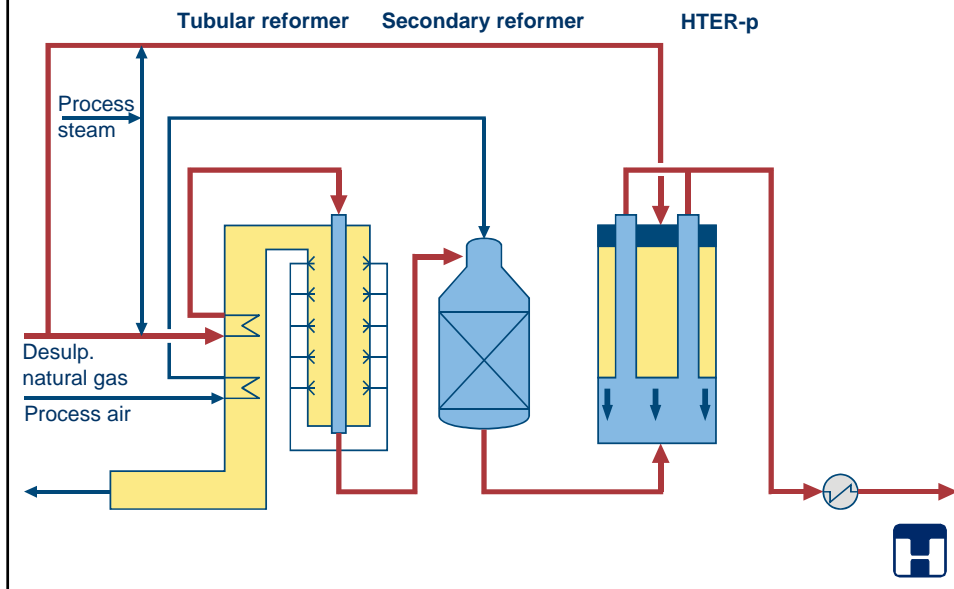 Tubular reformer
Secondary reformer
HTER-p
Process
steam
Desulp.
natural gas
Process air